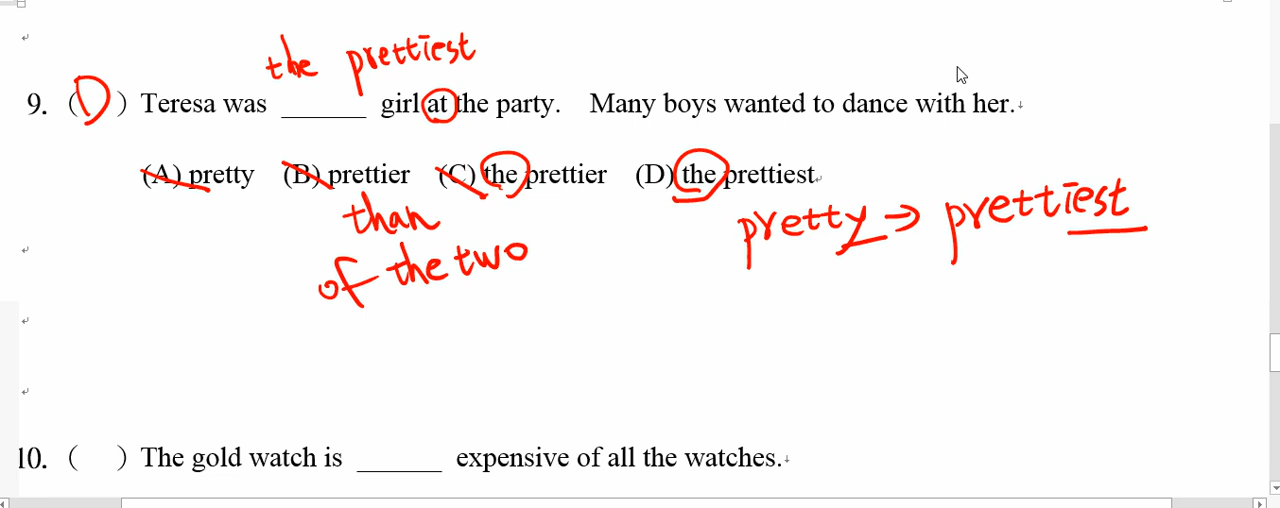 the prettiest
9. (D) Teresa was ______ girl at the party. Many boys wanted to dance with her.
(A) pretty (B) prettier (C) the prettier (D) the prettiest
than
of the two
pretty → prettiest
10. ( ) The gold watch is ______ expensive of all the watches.